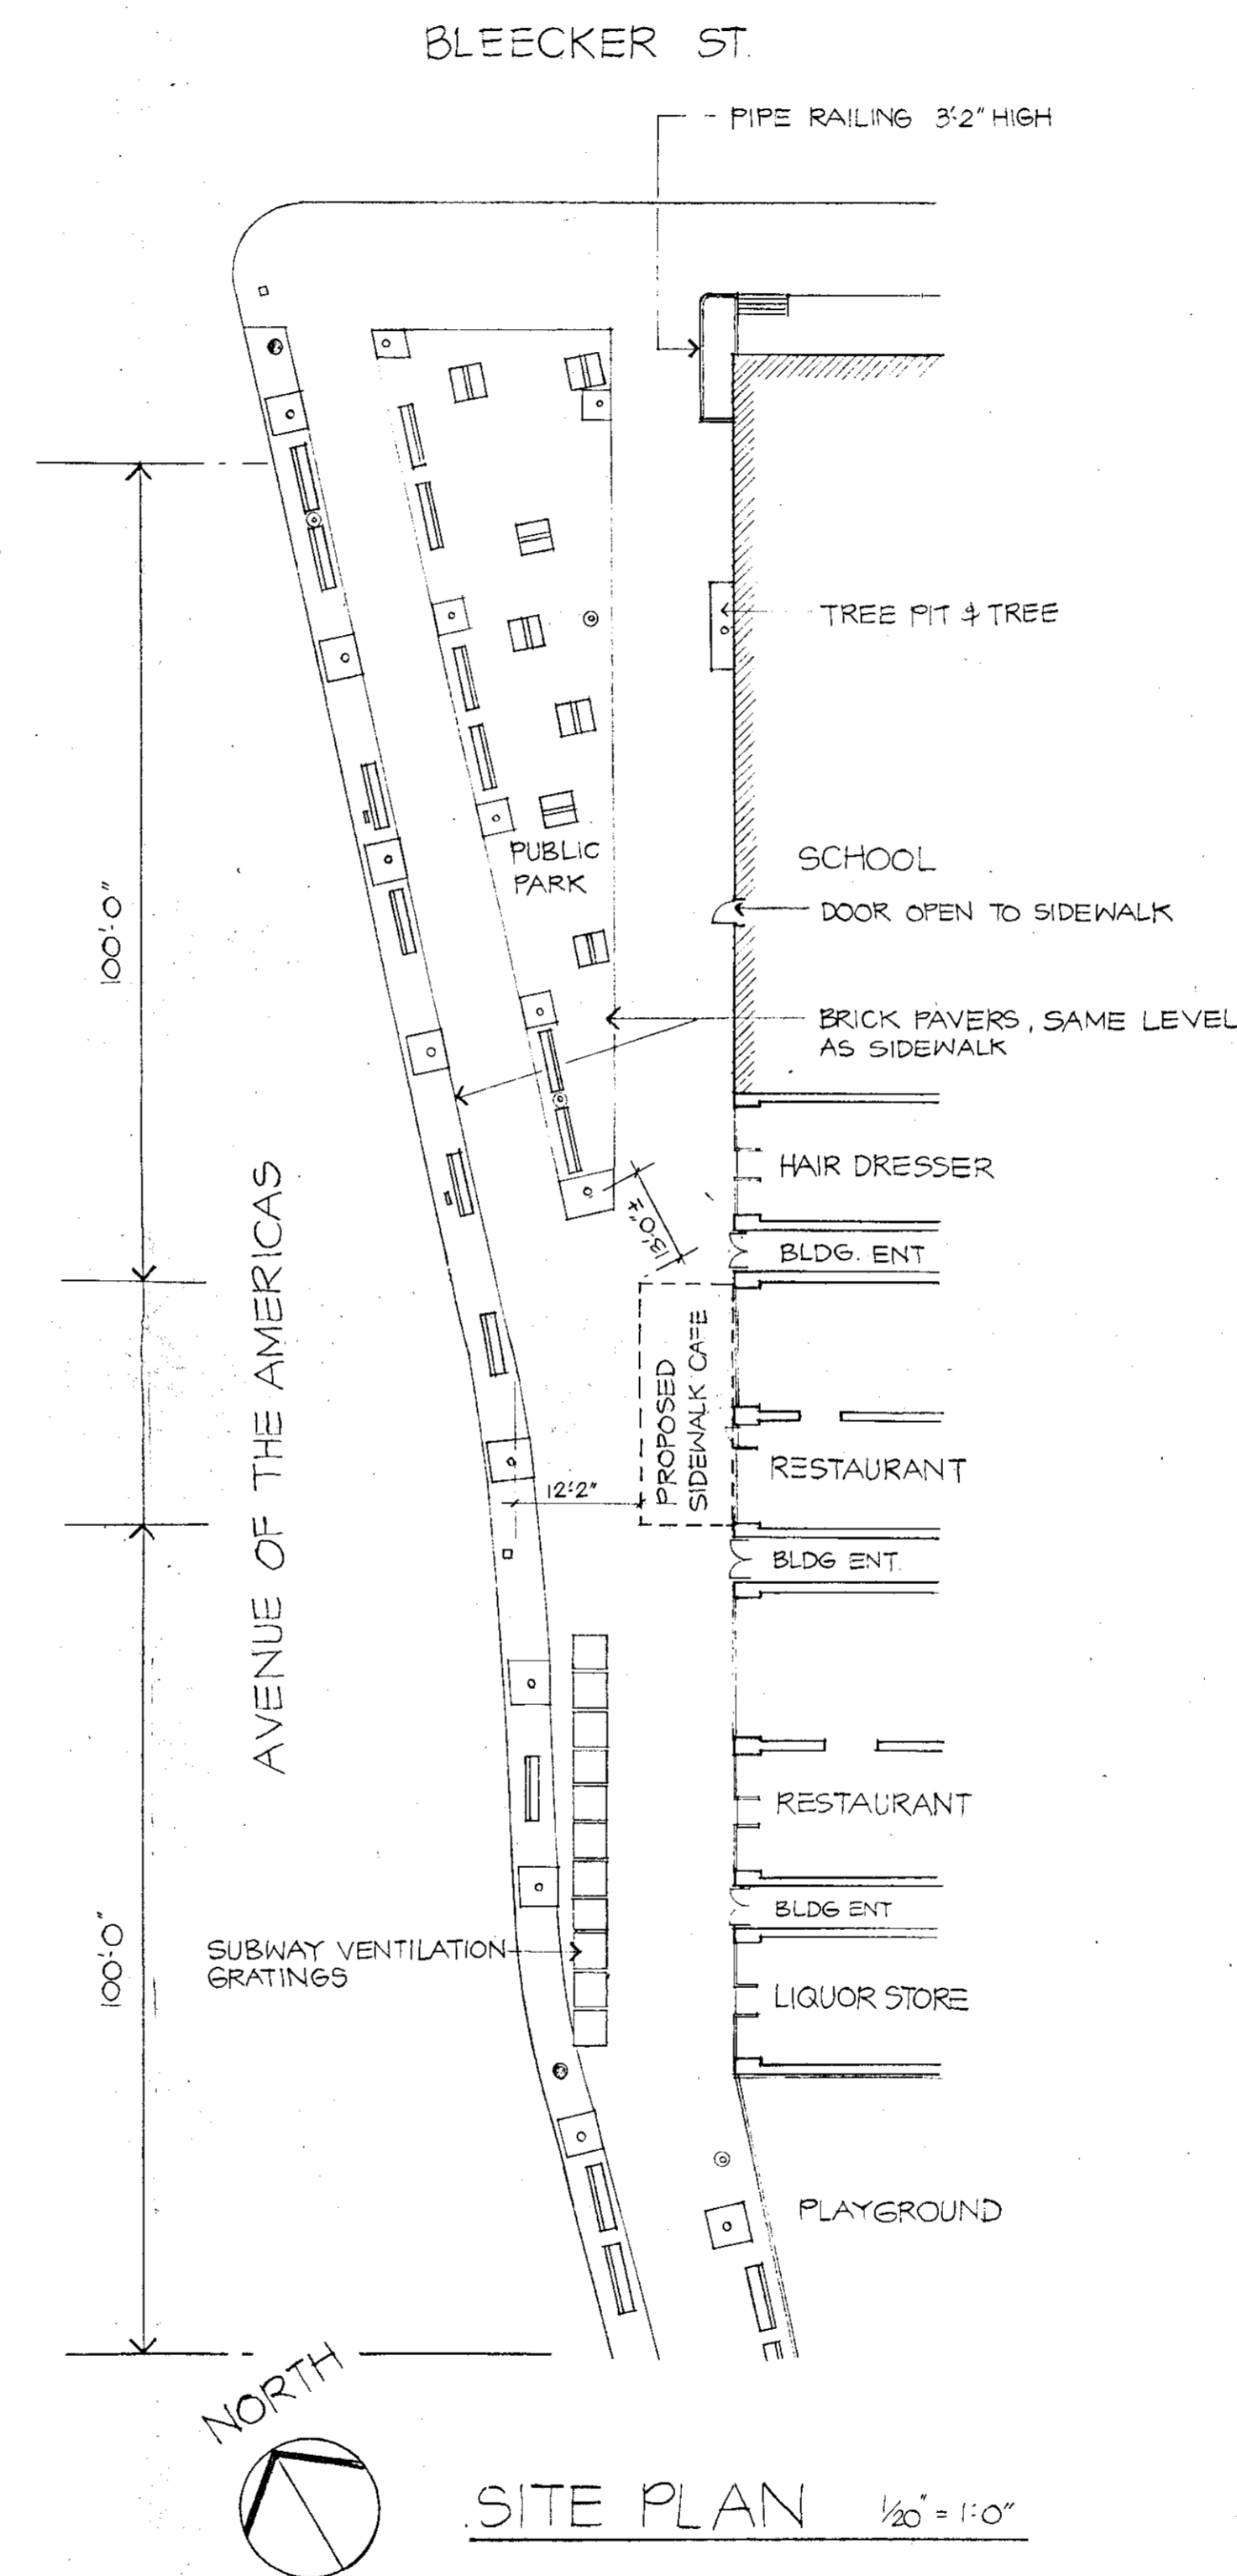 BLEECKER ST.
PIPE RAILING 3'-2" HIGH
TREE PIT & TREE
PUBLIC
PARK
SCHOOL
DOOR OPEN TO SIDEWALK
100'-0"
BRICK PAVERS, SAME LEVEL
AS SIDEWALK
HAIR DRESSER
13'-0"±
BLDG. ENT
AVENUE OF THE AMERICAS
PROPOSED
SIDEWALK CAFE
RESTAURANT
12'-2"
BLDG ENT.
RESTAURANT
BLDG ENT
100'-0"
SUBWAY VENTILATION
GRATINGS
LIQUOR STORE
PLAYGROUND
NORTH
SITE PLAN 1/20" = 1'-0"